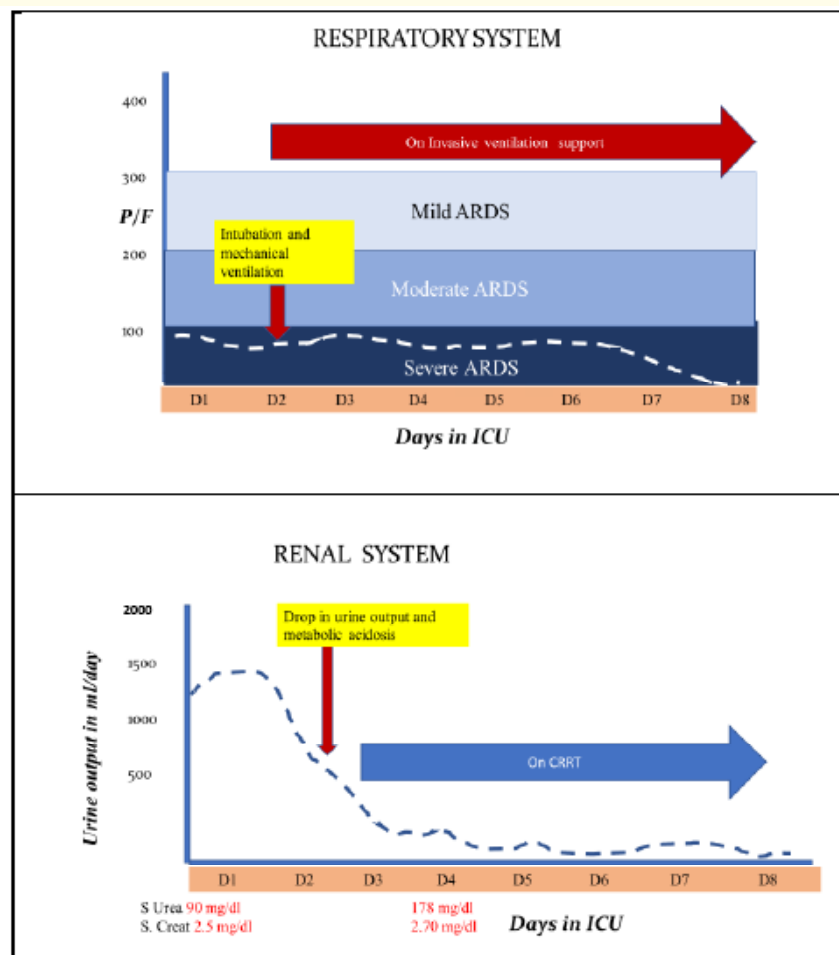 RESPIRATORY SYSTEM
400
On Invasive ventilation support
300
Mild ARDS
P/F
Intubation and
mechanical
ventilation
200
Moderate ARDS
100
Severe ARDS
D1 D2 D3 D4 D5 D6 D7 D8
Days in ICU
RENAL SYSTEM
2000
Drop in urine output and
metabolic acidosis
1500
1000
Urine output in ml/day
On CRRT
500
D1 D2 D3 D4 D5 D6 D7 D8
S Urea 90 mg/dl 178 mg/dl
S. Creat 2.5 mg/dl 2.70 mg/dl
Days in ICU